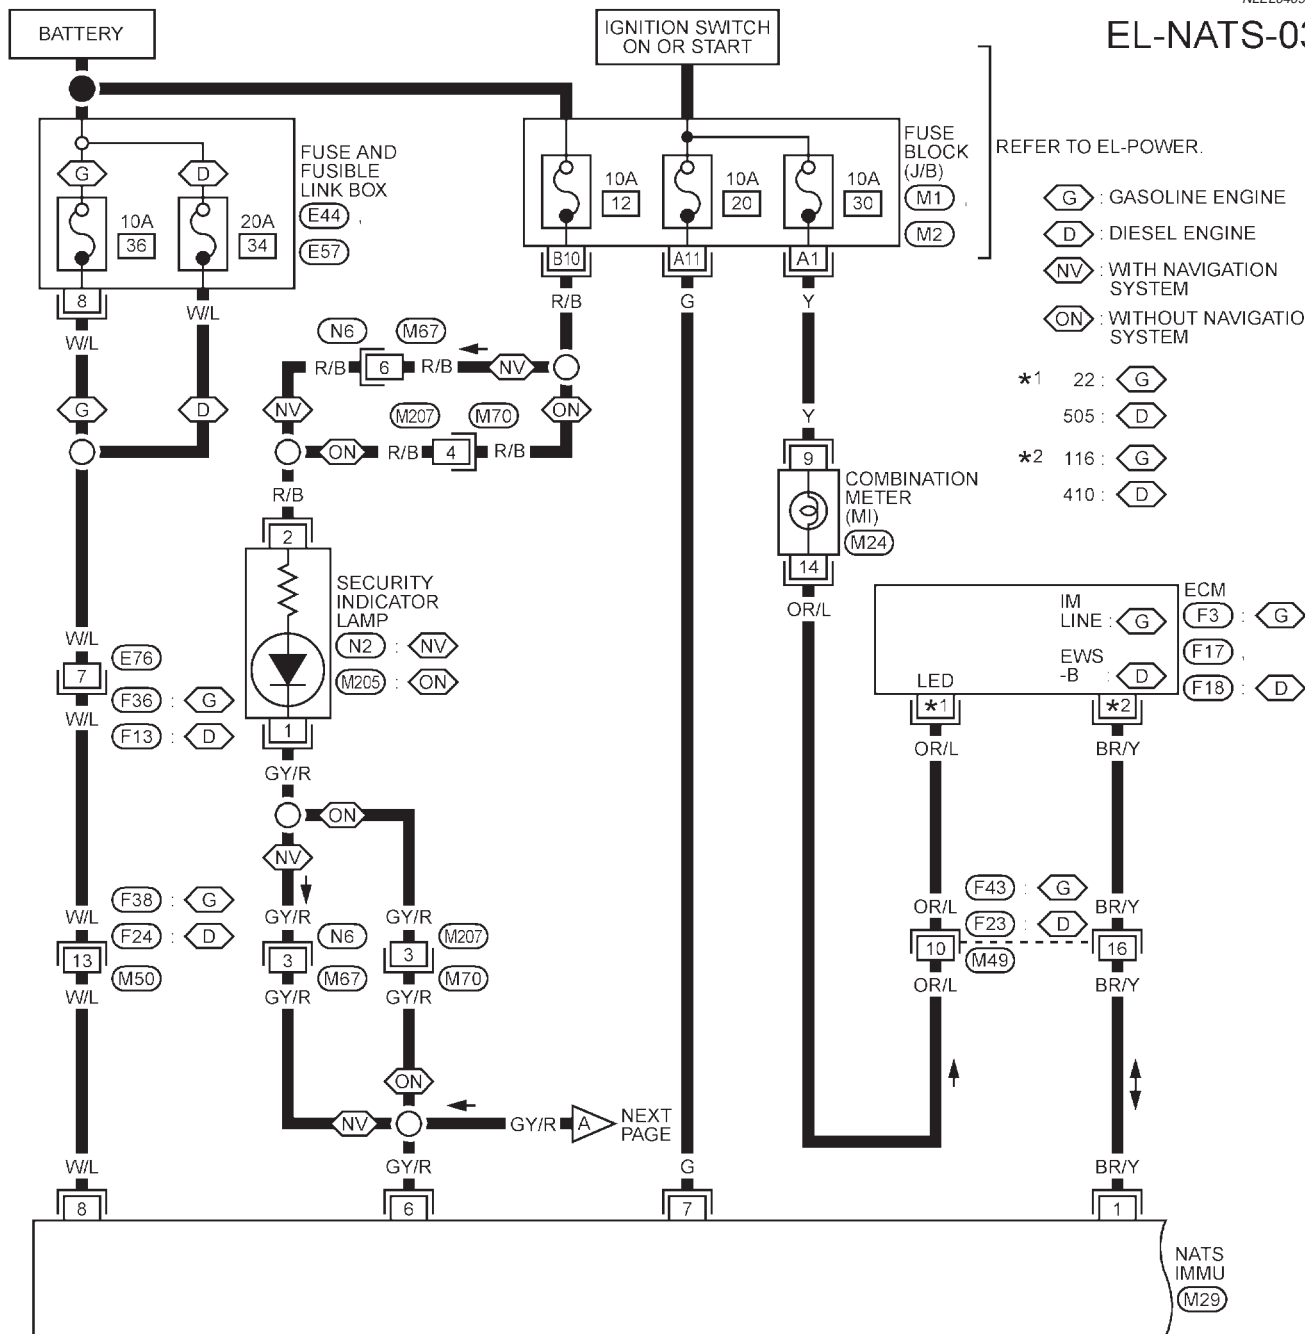 EL-NATS-03
BATTERY
IGNITION SWITCH
ON OR START
FUSE AND
FUSIBLE
LINK BOX
E44 ,
E57
G
D
10A
36
20A
34
8
W/L
W/L
FUSE
BLOCK
(J/B)
M1 ,
M2
10A
12
10A
20
10A
30
B10
A11
A1
R/B
G
Y
REFER TO EL-POWER.
G : GASOLINE ENGINE
D : DIESEL ENGINE
NV : WITH NAVIGATION
SYSTEM
ON : WITHOUT NAVIGATIO
SYSTEM
*1 22 : G
505 : D
*2 116 : G
410 : D
N6 M67
R/B 6 R/B NV
G
D
NV
ON
M207 M70
ON R/B 4 R/B
R/B
2
SECURITY
INDICATOR
LAMP
N2 : NV
M205 : ON
1
GY/R
W/L
7
E76
F36 : G
W/L
F13 : D
Y
9
COMBINATION
METER
(MI)
M24
14
OR/L
ECM
F3 : G
F17 ,
F18 : D
IM
LINE : G
EWS
-B : D
LED
*1
*2
OR/L
BR/Y
ON
NV
F38 : G
F24 : D
W/L
13
M50
W/L
GY/R
3
N6
M67
GY/R
GY/R
3
M207
M70
GY/R
F43 : G
F23 : D
M49
OR/L
10
OR/L
BR/Y
16
BR/Y
ON
NV
GY/R A NEXT
PAGE
W/L
GY/R
G
BR/Y
8
6
7
1
NATS
IMMU
M29